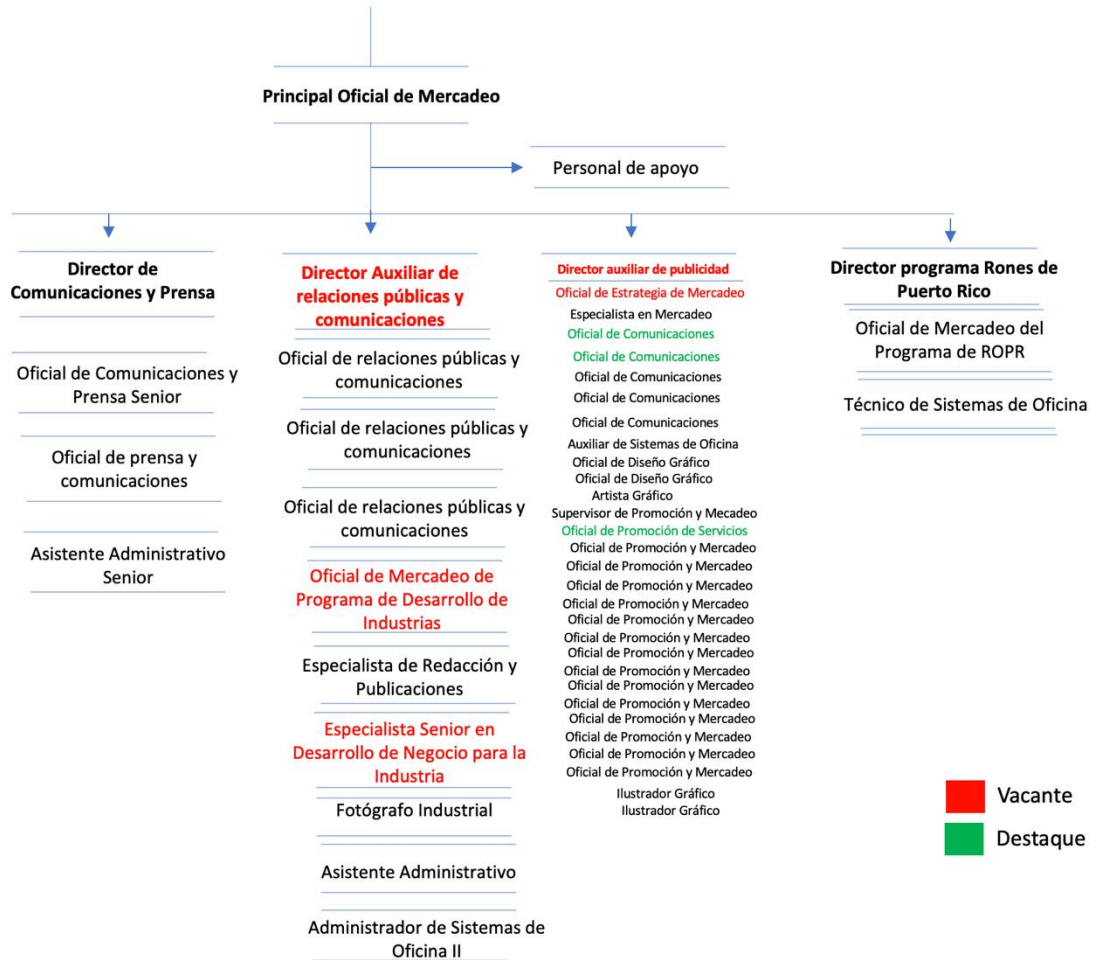 Principal Oficial de Mercadeo
Personal de apoyo
Director de
Comunicaciones y Prensa
Oficial de Comunicaciones y
Prensa Senior
Oficial de prensa y
comunicaciones
Asistente Administrativo
Senior
Director Auxiliar de
relaciones públicas y
comunicaciones
Oficial de relaciones públicas y
comunicaciones
Oficial de relaciones públicas y
comunicaciones
Oficial de relaciones públicas y
comunicaciones
Oficial de Mercadeo de
Programa de Desarrollo de
Industrias
Especialista de Redacción y
Publicaciones
Especialista Senior en
Desarrollo de Negocio para la
Industria
Fotógrafo Industrial
Asistente Administrativo
Administrador de Sistemas de
Oficina II
Director auxiliar de publicidad
Oficial de Estrategia de Mercadeo
Especialista en Mercadeo
Oficial de Comunicaciones
Oficial de Comunicaciones
Oficial de Comunicaciones
Oficial de Comunicaciones
Oficial de Comunicaciones
Auxiliar de Sistemas de Oficina
Oficial de Diseño Gráfico
Oficial de Diseño Gráfico
Artista Gráfico
Supervisor de Promoción y Mecadeo
Oficial de Promoción de Servicios
Oficial de Promoción y Mercadeo
Oficial de Promoción y Mercadeo
Oficial de Promoción y Mercadeo
Oficial de Promoción y Mercadeo
Oficial de Promoción y Mercadeo
Oficial de Promoción y Mercadeo
Oficial de Promoción y Mercadeo
Oficial de Promoción y Mercadeo
Oficial de Promoción y Mercadeo
Oficial de Promoción y Mercadeo
Oficial de Promoción y Mercadeo
Oficial de Promoción y Mercadeo
Oficial de Promoción y Mercadeo
Oficial de Promoción y Mercadeo
Ilustrador Gráfico
Ilustrador Gráfico
Director programa Rones de
Puerto Rico
Oficial de Mercadeo del
Programa de ROPR
Técnico de Sistemas de Oficina
Vacante
Destaque